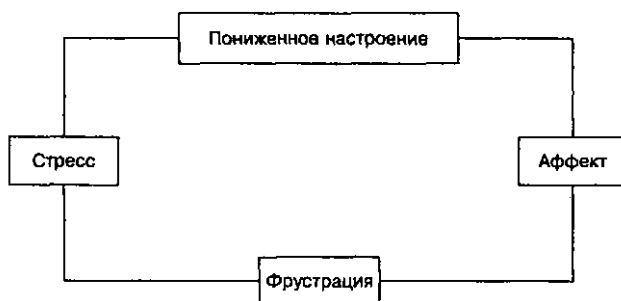 Пониженное настроение
Стресс
Аффект
Фрустрация